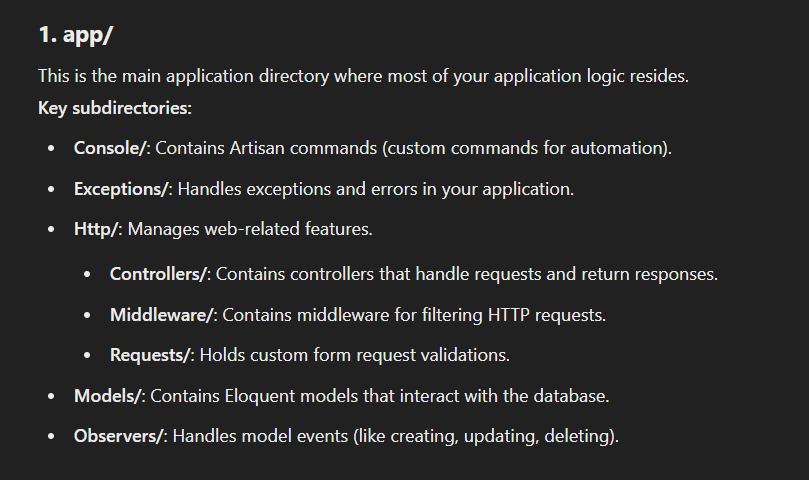 1. app/
This is the main application directory where most of your application logic resides.
Key subdirectories:
• Console/: Contains Artisan commands (custom commands for automation).
• Exceptions/: Handles exceptions and errors in your application.
• Http/: Manages web-related features.
• Controllers/: Contains controllers that handle requests and return responses.
• Middleware/: Contains middleware for filtering HTTP requests.
• Requests/: Holds custom form request validations.
• Models/: Contains Eloquent models that interact with the database.
• Observers/: Handles model events (like creating, updating, deleting).